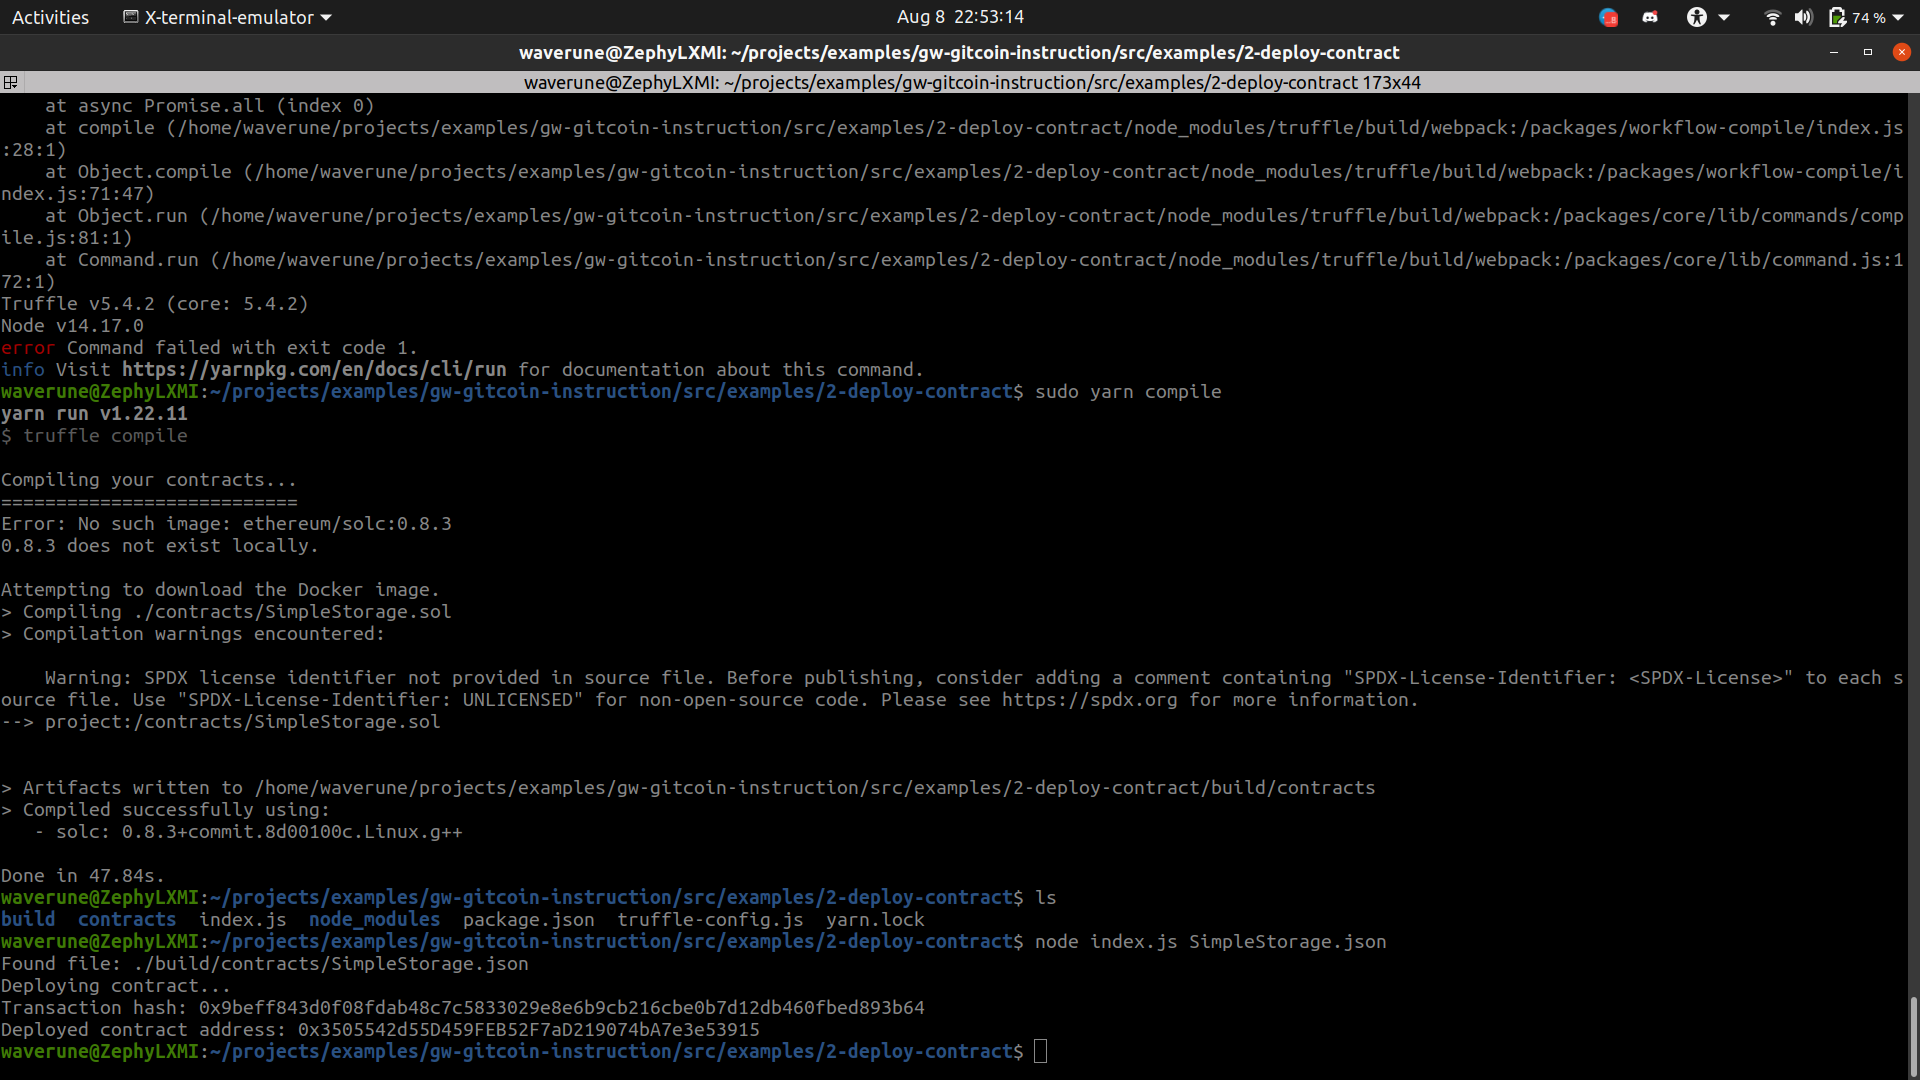 Activities X-terminal-emulator Aug 8 22:53:14 74 %
waverune@ZephyLXMI: ~/projects/examples/gw-gitcoin-instruction/src/examples/2-deploy-contract
waverune@ZephyLXMI: ~/projects/examples/gw-gitcoin-instruction/src/examples/2-deploy-contract 173x44
    at async Promise.all (index 0)
    at compile (/home/waverune/projects/examples/gw-gitcoin-instruction/src/examples/2-deploy-contract/node_modules/truffle/build/webpack:/packages/workflow-compile/index.js
:28:1)
    at Object.compile (/home/waverune/projects/examples/gw-gitcoin-instruction/src/examples/2-deploy-contract/node_modules/truffle/build/webpack:/packages/workflow-compile/i
ndex.js:71:47)
    at Object.run (/home/waverune/projects/examples/gw-gitcoin-instruction/src/examples/2-deploy-contract/node_modules/truffle/build/webpack:/packages/core/lib/commands/comp
ile.js:81:1)
    at Command.run (/home/waverune/projects/examples/gw-gitcoin-instruction/src/examples/2-deploy-contract/node_modules/truffle/build/webpack:/packages/core/lib/command.js:1
72:1)
Truffle v5.4.2 (core: 5.4.2)
Node v14.17.0
error Command failed with exit code 1.
info Visit https://yarnpkg.com/en/docs/cli/run for documentation about this command.
waverune@ZephyLXMI:~/projects/examples/gw-gitcoin-instruction/src/examples/2-deploy-contract$ sudo yarn compile
yarn run v1.22.11
$ truffle compile
Compiling your contracts...
===========================
Error: No such image: ethereum/solc:0.8.3
0.8.3 does not exist locally.
Attempting to download the Docker image.
> Compiling ./contracts/SimpleStorage.sol
> Compilation warnings encountered:
    Warning: SPDX license identifier not provided in source file. Before publishing, consider adding a comment containing "SPDX-License-Identifier: <SPDX-License>" to each s
ource file. Use "SPDX-License-Identifier: UNLICENSED" for non-open-source code. Please see https://spdx.org for more information.
--> project:/contracts/SimpleStorage.sol
> Artifacts written to /home/waverune/projects/examples/gw-gitcoin-instruction/src/examples/2-deploy-contract/build/contracts
> Compiled successfully using:
   - solc: 0.8.3+commit.8d00100c.Linux.g++
Done in 47.84s.
waverune@ZephyLXMI:~/projects/examples/gw-gitcoin-instruction/src/examples/2-deploy-contract$ ls
build  contracts  index.js  node_modules  package.json  truffle-config.js  yarn.lock
waverune@ZephyLXMI:~/projects/examples/gw-gitcoin-instruction/src/examples/2-deploy-contract$ node index.js SimpleStorage.json
Found file: ./build/contracts/SimpleStorage.json
Deploying contract...
Transaction hash: 0x9beff843d0f08fdab48c7c5833029e8e6b9cb216cbe0b7d12db460fbed893b64
Deployed contract address: 0x3505542d55D459FEB52F7aD219074bA7e3e53915
waverune@ZephyLXMI:~/projects/examples/gw-gitcoin-instruction/src/examples/2-deploy-contract$